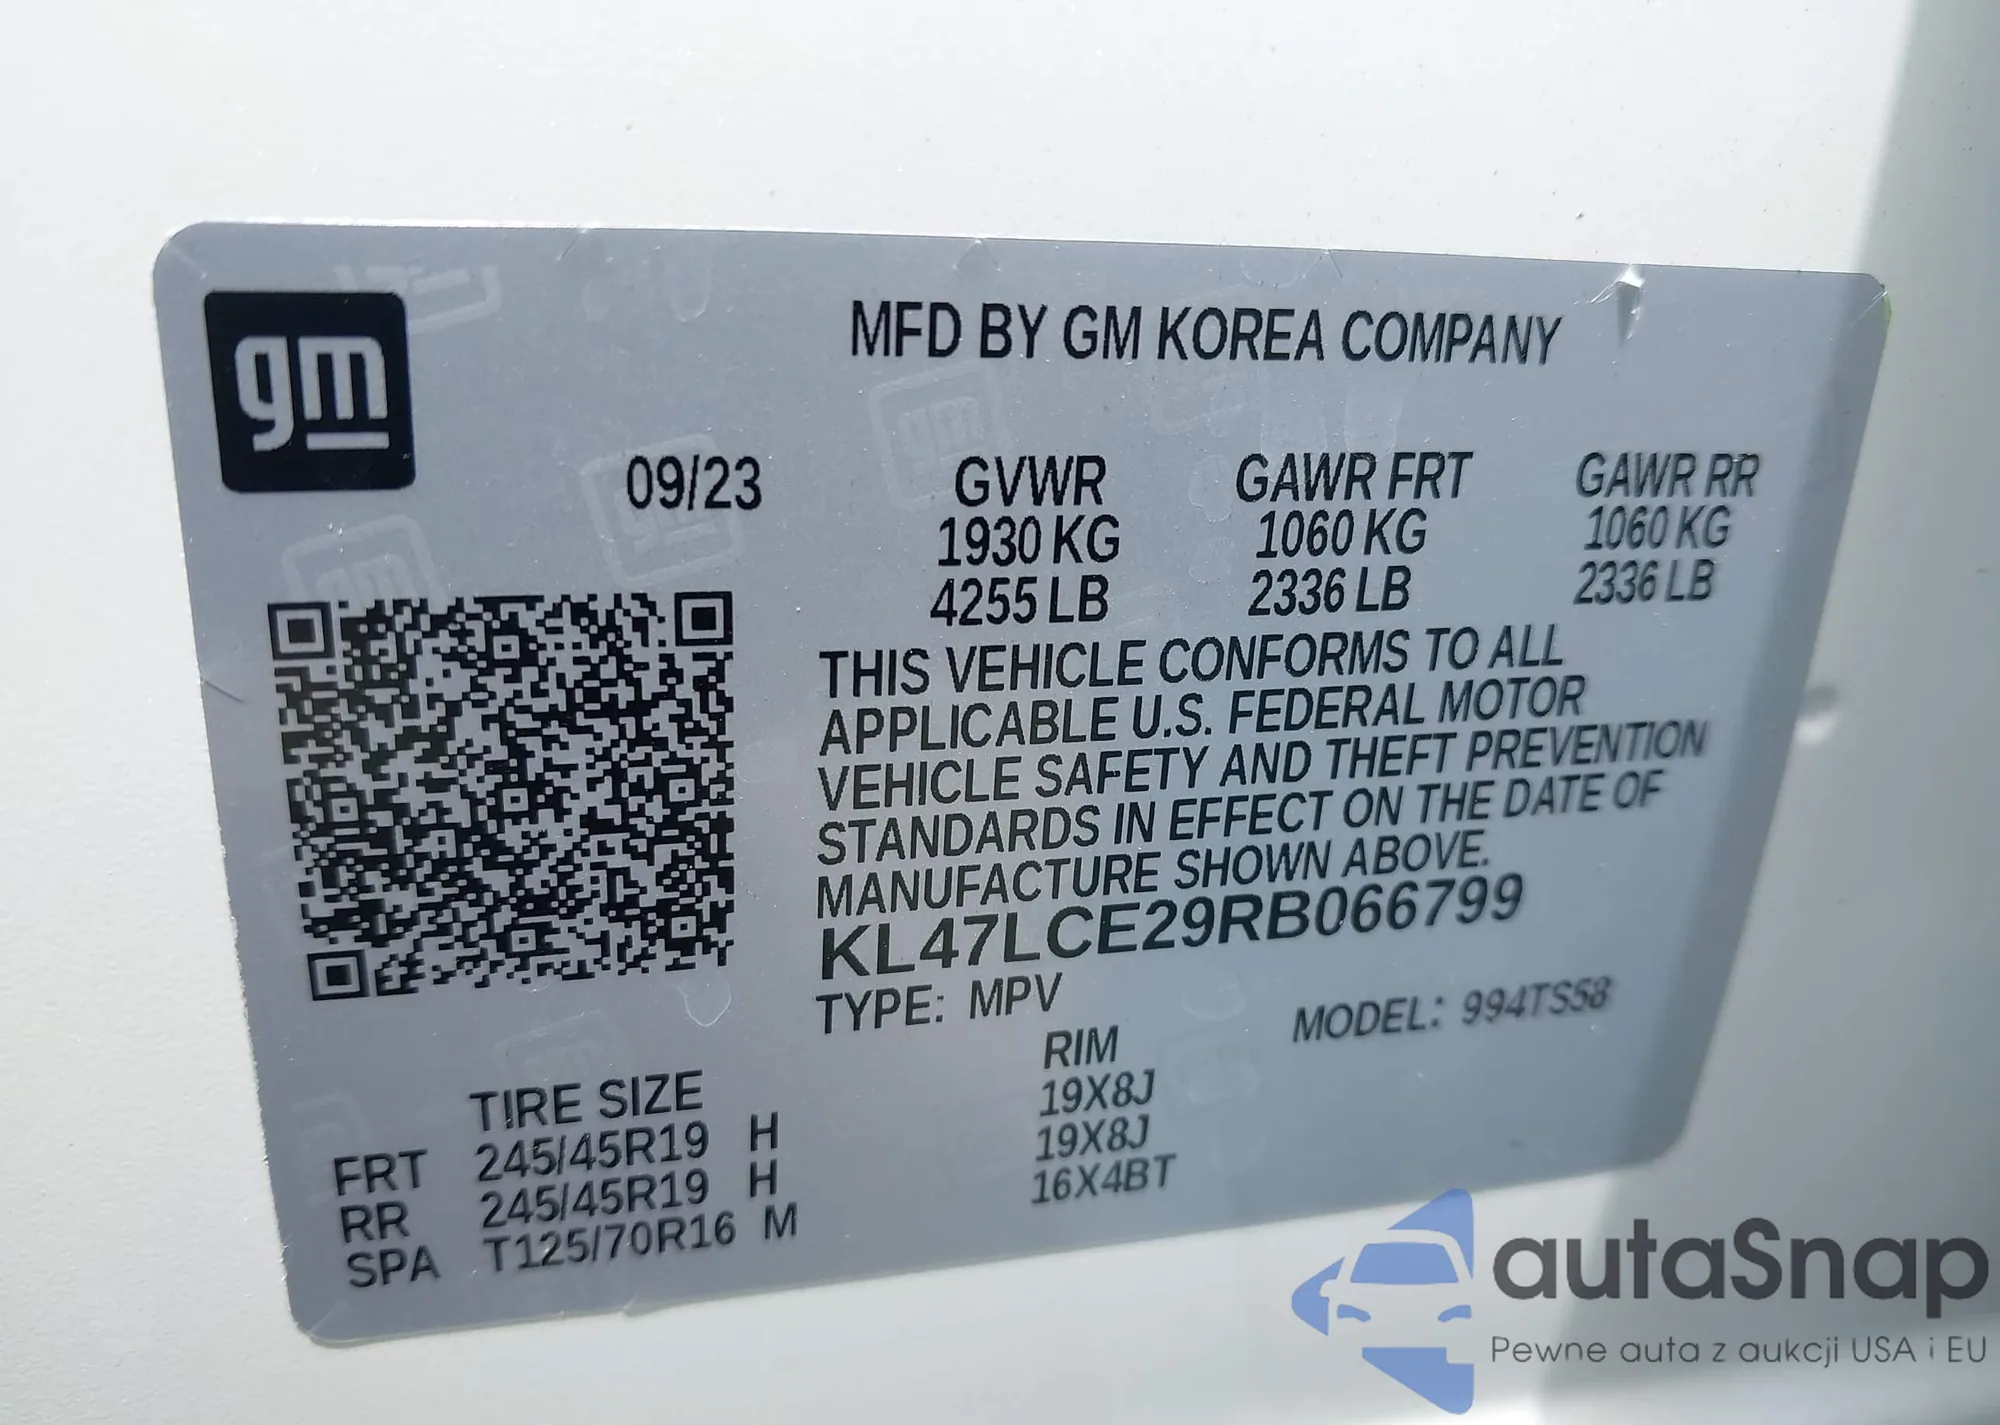 gm
MFD BY GM KOREA COMPANY
09/23
GVWR GAWR FRT GAWR RR
1930 KG 1060 KG 1060 KG
4255 LB 2336 LB 2336 LB
THIS VEHICLE CONFORMS TO ALL
APPLICABLE U.S. FEDERAL MOTOR
VEHICLE SAFETY AND THEFT PREVENTION
STANDARDS IN EFFECT ON THE DATE OF
MANUFACTURE SHOWN ABOVE.
KL47LCE29RB066799
TYPE: MPV MODEL: 994TS58
TIRE SIZE RIM
FRT 245/45R19 H 19X8J
RR 245/45R19 H 19X8J
SPA T125/70R16 M 16X4BT
autaSnap
Pewne auta z aukcji USA i EU